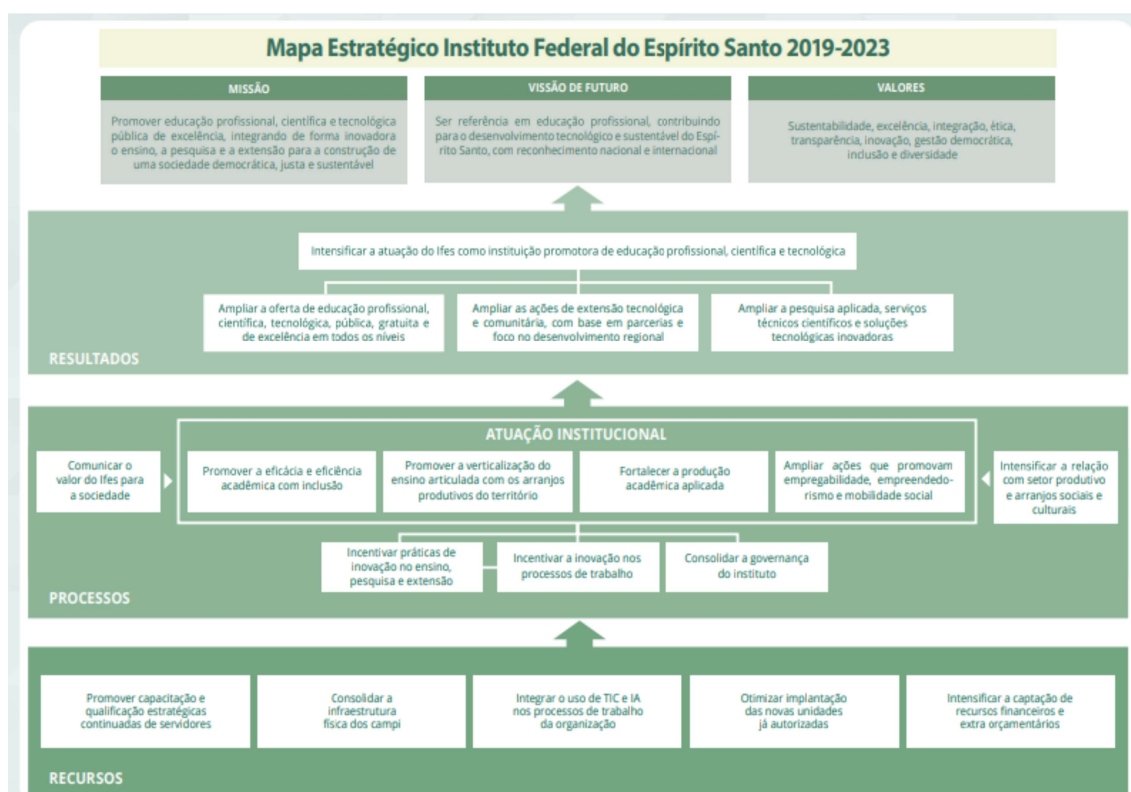 Mapa Estratégico Instituto Federal do Espírito Santo 2019-2023
MISSÃO
Promover educação profissional, científica e tecnológica
pública de excelência, integrando de forma inovadora
o ensino, a pesquisa e a extensão para a construção de
uma sociedade democrática, justa e sustentável
VISSÃO DE FUTURO
Ser referência em educação profissional, contribuindo
para o desenvolvimento tecnológico e sustentável do Espí-
rito Santo, com reconhecimento nacional e internacional
VALORES
Sustentabilidade, excelência, integração, ética,
transparência, inovação, gestão democrática,
inclusão e diversidade
Intensificar a atuação do Ifes como instituição promotora de educação profissional, científica e tecnológica
Ampliar a oferta de educação profissional,
científica, tecnológica, pública, gratuita e
de excelência em todos os níveis
Ampliar as ações de extensão tecnológica
e comunitária, com base em parcerias e
foco no desenvolvimento regional
Ampliar a pesquisa aplicada, serviços
técnicos científicos e soluções
tecnológicas inovadoras
RESULTADOS
ATUAÇÃO INSTITUCIONAL
Comunicar o
valor do Ifes para
a sociedade
Promover a eficácia e eficiência
acadêmica com inclusão
Promover a verticalização do
ensino articulada com os arranjos
produtivos do território
Fortalecer a produção
acadêmica aplicada
Ampliar ações que promovam
empregabilidade, empreendedo-
rismo e mobilidade social
Intensificar a relação
com setor produtivo
e arranjos sociais e
culturais
Incentivar práticas de
inovação no ensino,
pesquisa e extensão
Incentivar a inovação nos
processos de trabalho
Consolidar a governança
do instituto
PROCESSOS
Promover capacitação e
qualificação estratégicas
continuadas de servidores
Consolidar a
infraestrutura
física dos campi
Integrar o uso de TIC e IA
nos processos de trabalho
da organização
Otimizar implantação
das novas unidades
já autorizadas
Intensificar a captação de
recursos financeiros e
extra orçamentários
RECURSOS